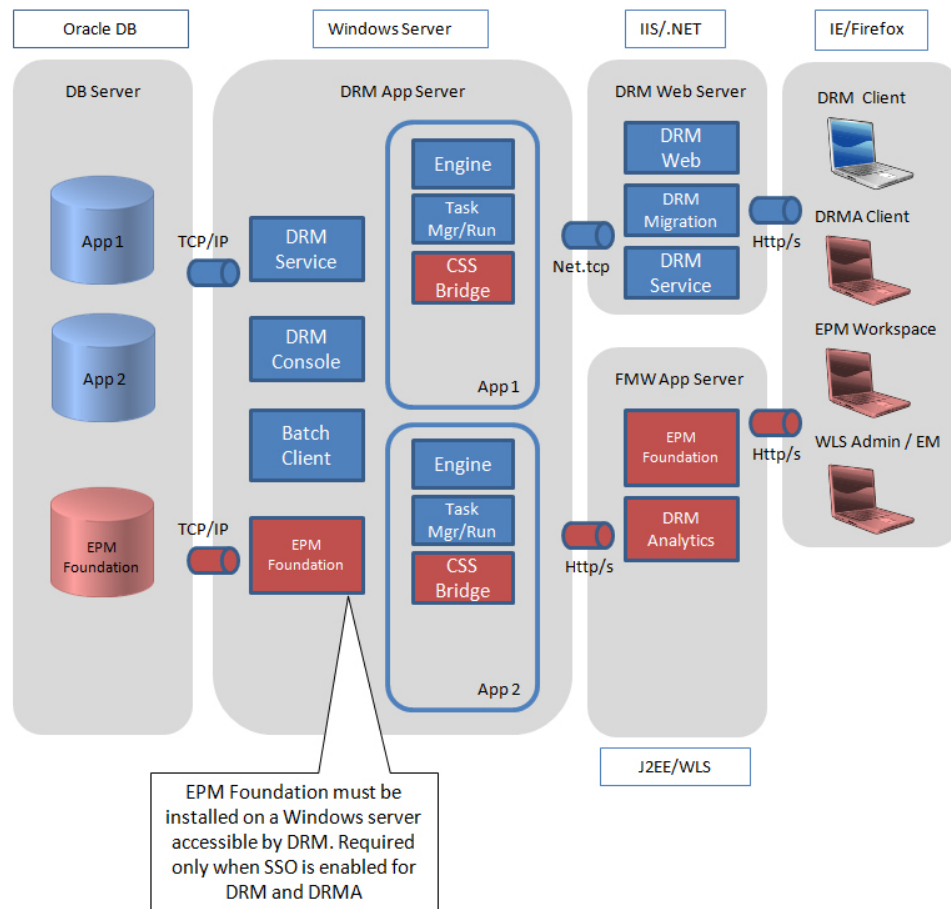 Oracle DB
Windows Server
IIS/.NET
IE/Firefox
DB Server
App 1
App 2
EPM
Foundation
TCP/IP
TCP/IP
DRM App Server
DRM
Service
DRM
Console
Batch
Client
EPM
Foundation
Engine
Task
Mgr/Run
CSS
Bridge
App 1
Engine
Task
Mgr/Run
CSS
Bridge
App 2
Net.tcp
Http/s
DRM Web Server
DRM
Web
DRM
Migration
DRM
Service
FMW App Server
EPM
Foundation
DRM
Analytics
Http/s
Http/s
DRM Client
DRMA Client
EPM Workspace
WLS Admin / EM
J2EE/WLS
EPM Foundation must be
installed on a Windows server
accessible by DRM. Required
only when SSO is enabled for
DRM and DRMA